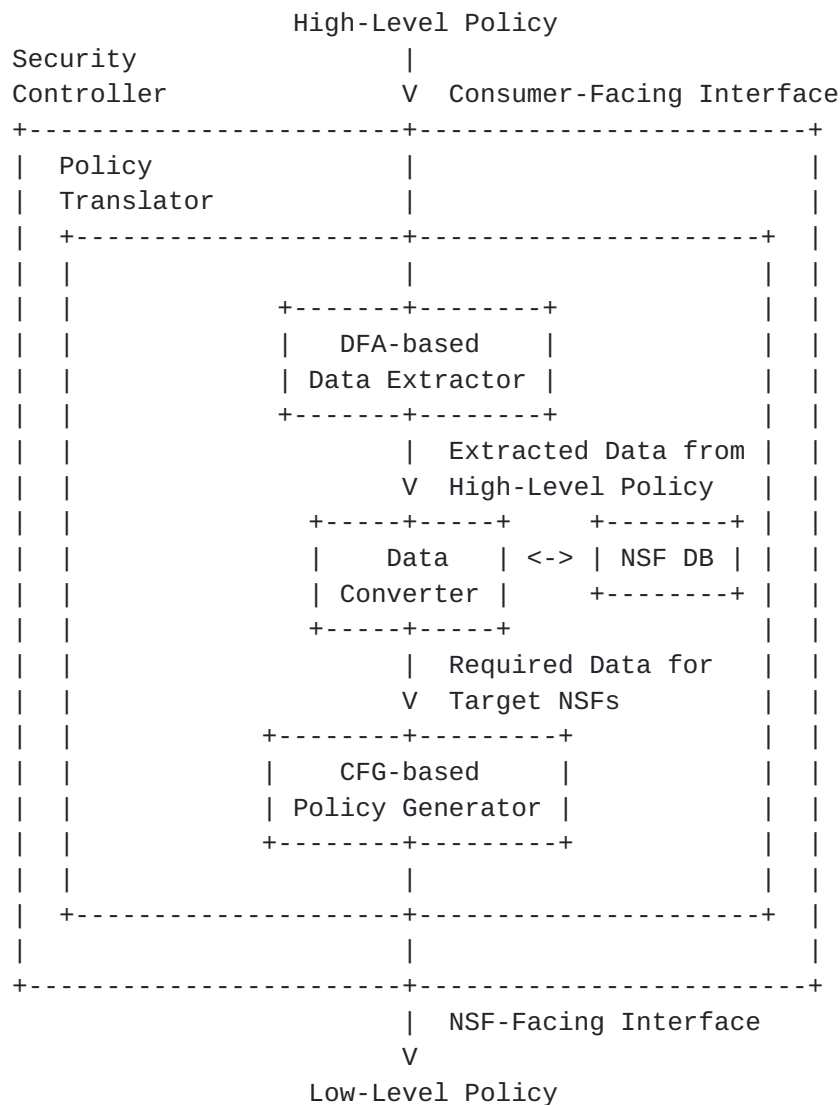 High-Level Policy
Security
Controller Consumer-Facing Interface
Policy
Translator
DFA-based
Data Extractor
Extracted Data from
V High-Level Policy
Data <-> NSF DB
Converter
Required Data for
V Target NSFs
CFG-based
Policy Generator
NSF-Facing Interface
V
Low-Level Policy